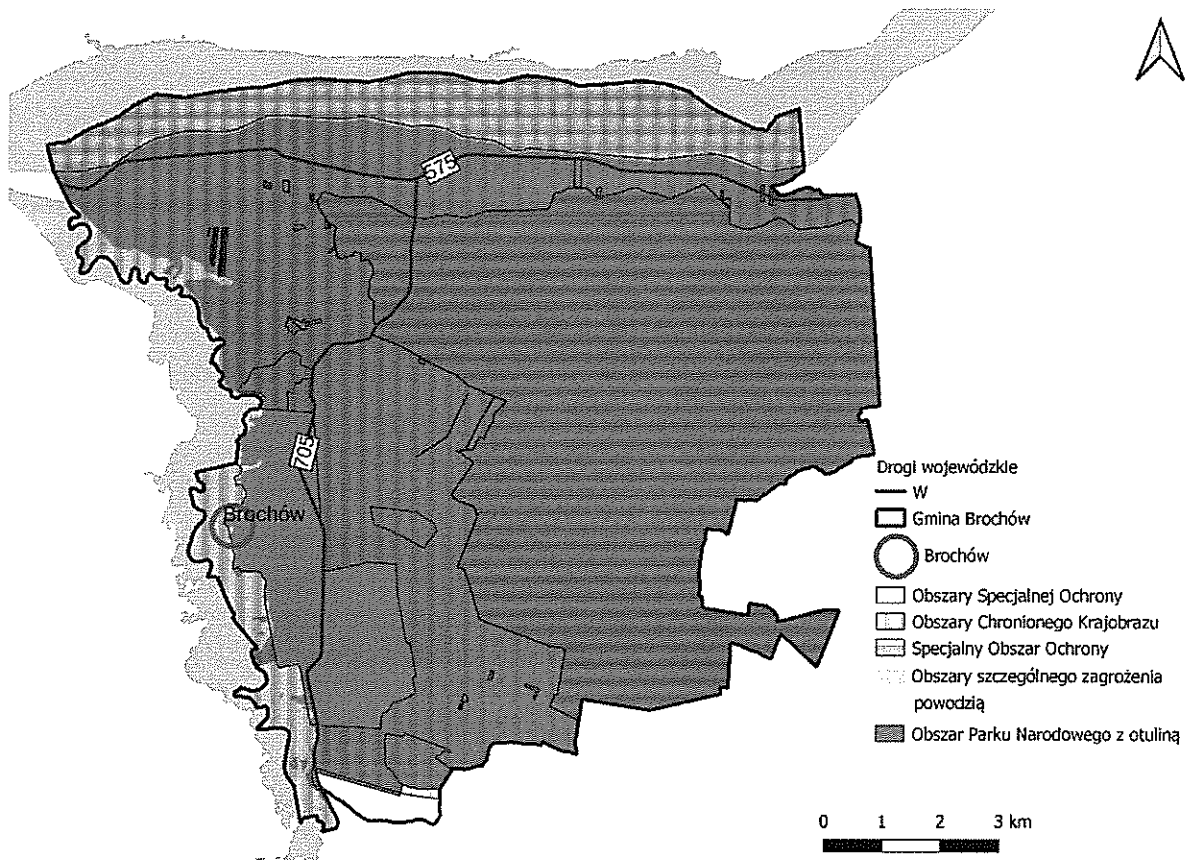 575
705
Brochów
Drogi wojewódzkie
W
Gmina Brochów
Brochów
Obszary Specjalnej Ochrony
Obszary Chronionego Krajobrazu
Specjalny Obszar Ochrony
Obszary szczególnego zagrożenia
powodzią
Obszar Parku Narodowego z otuliną
0 1 2 3 km